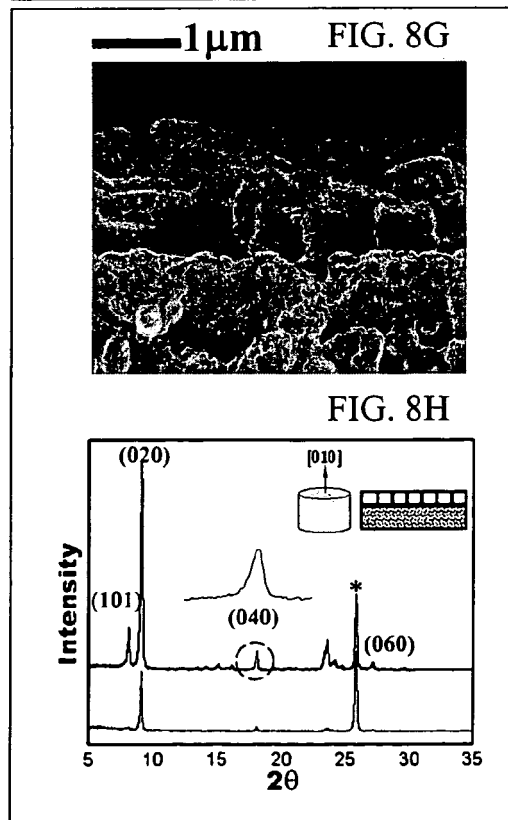 1μm FIG. 8G
FIG. 8H
(020)
[010]
(101)
(040)
*
(060)
Intensity
5 10 15 20 25 30 35
2θ